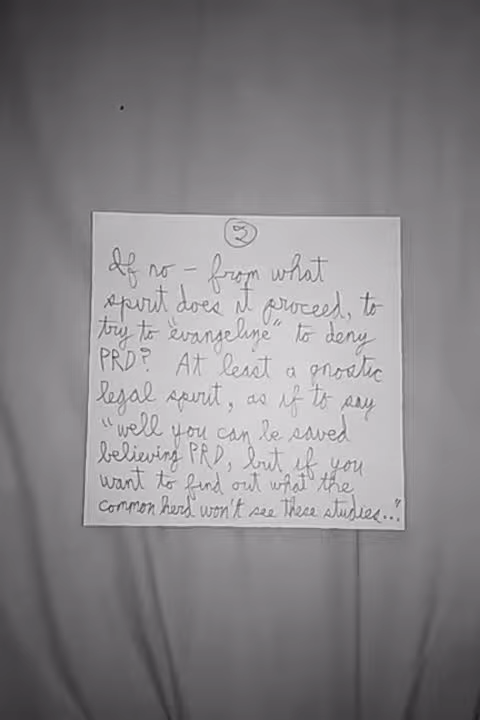 2
If no – from what
spirit does it proceed, to
try to "evangelize" to deny
PRD? At least a gnostic
legal spirit, as if to say
"well you can be saved
believing PRD, but if you
want to find out what the
common herd won't see these studies..."